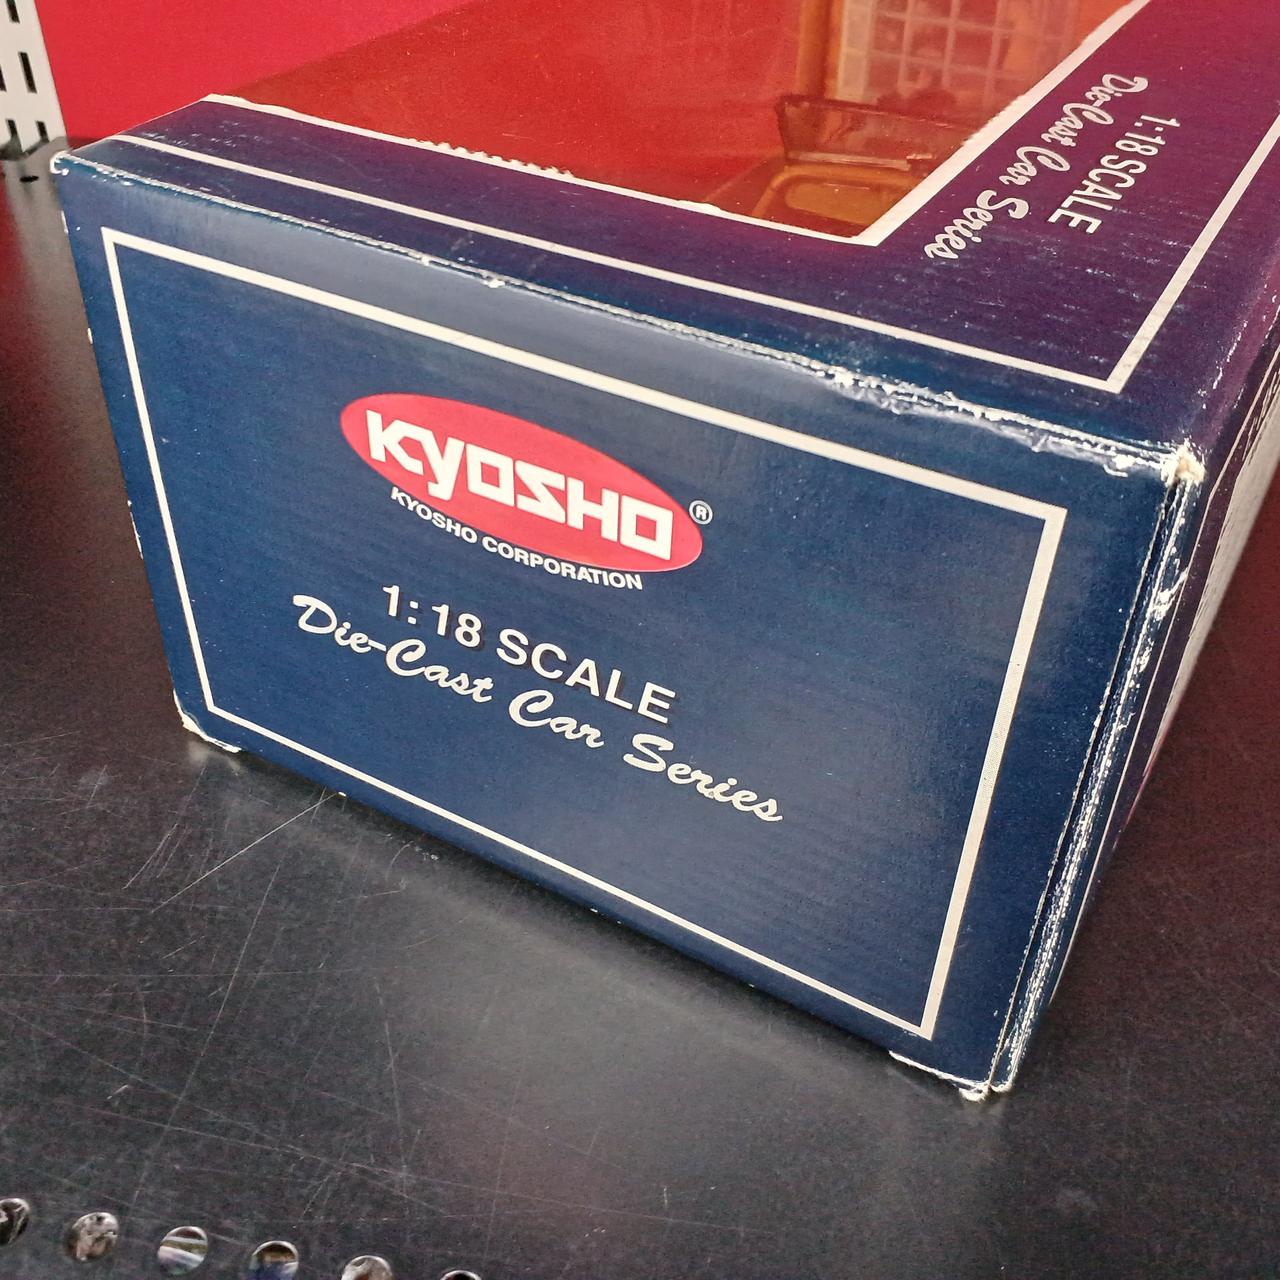 1:18 SCALE
Die-Cast Car Series
KYOSHO ®
KYOSHO CORPORATION
1:18 SCALE
Die-Cast Car Series